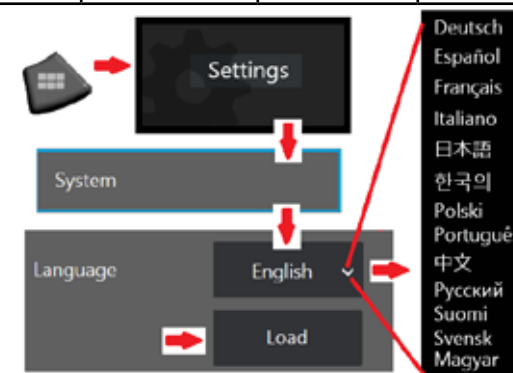 Settings
System
Language
English
Load
Deutsch
Español
Français
Italiano
日本語
한국의
Polski
Portugué
中文
Русский
Suomi
Svensk
Magyar